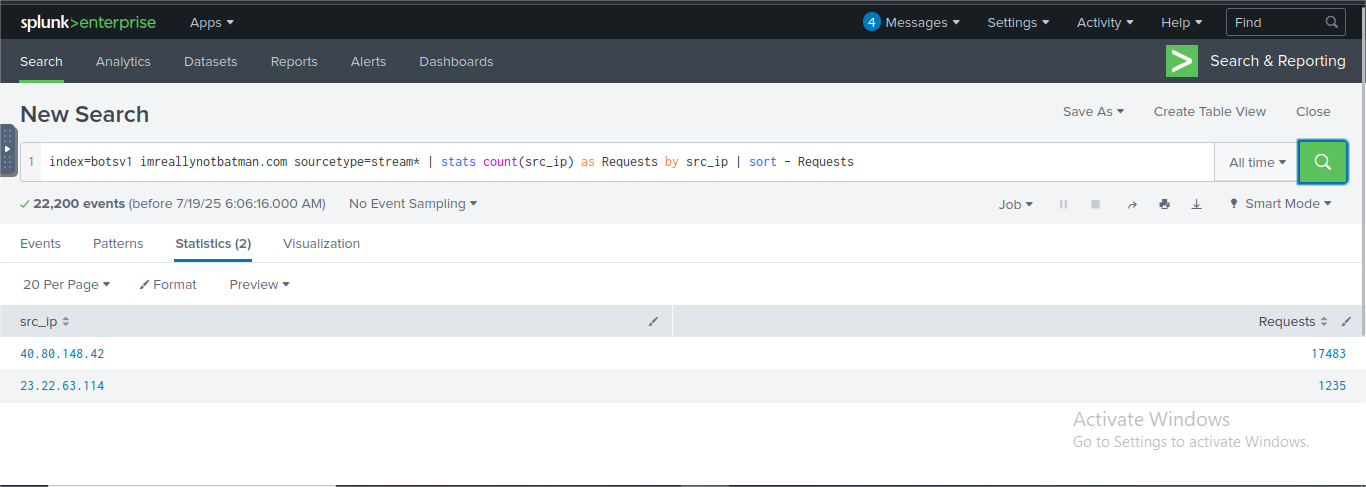 splunk>enterprise Apps 4 Messages Settings Activity Help Find
Search Analytics Datasets Reports Alerts Dashboards > Search & Reporting
New Search Save As Create Table View Close
1 index=botsv1 imreallynotbatman.com sourcetype=stream* | stats count(src_ip) as Requests by src_ip | sort - Requests All time
22,200 events (before 7/19/25 6:06:16.000 AM) No Event Sampling Job Smart Mode
Events Patterns Statistics (2) Visualization
20 Per Page Format Preview
src_ip Requests
40.80.148.42 17483
23.22.63.114 1235
Activate Windows
Go to Settings to activate Windows.